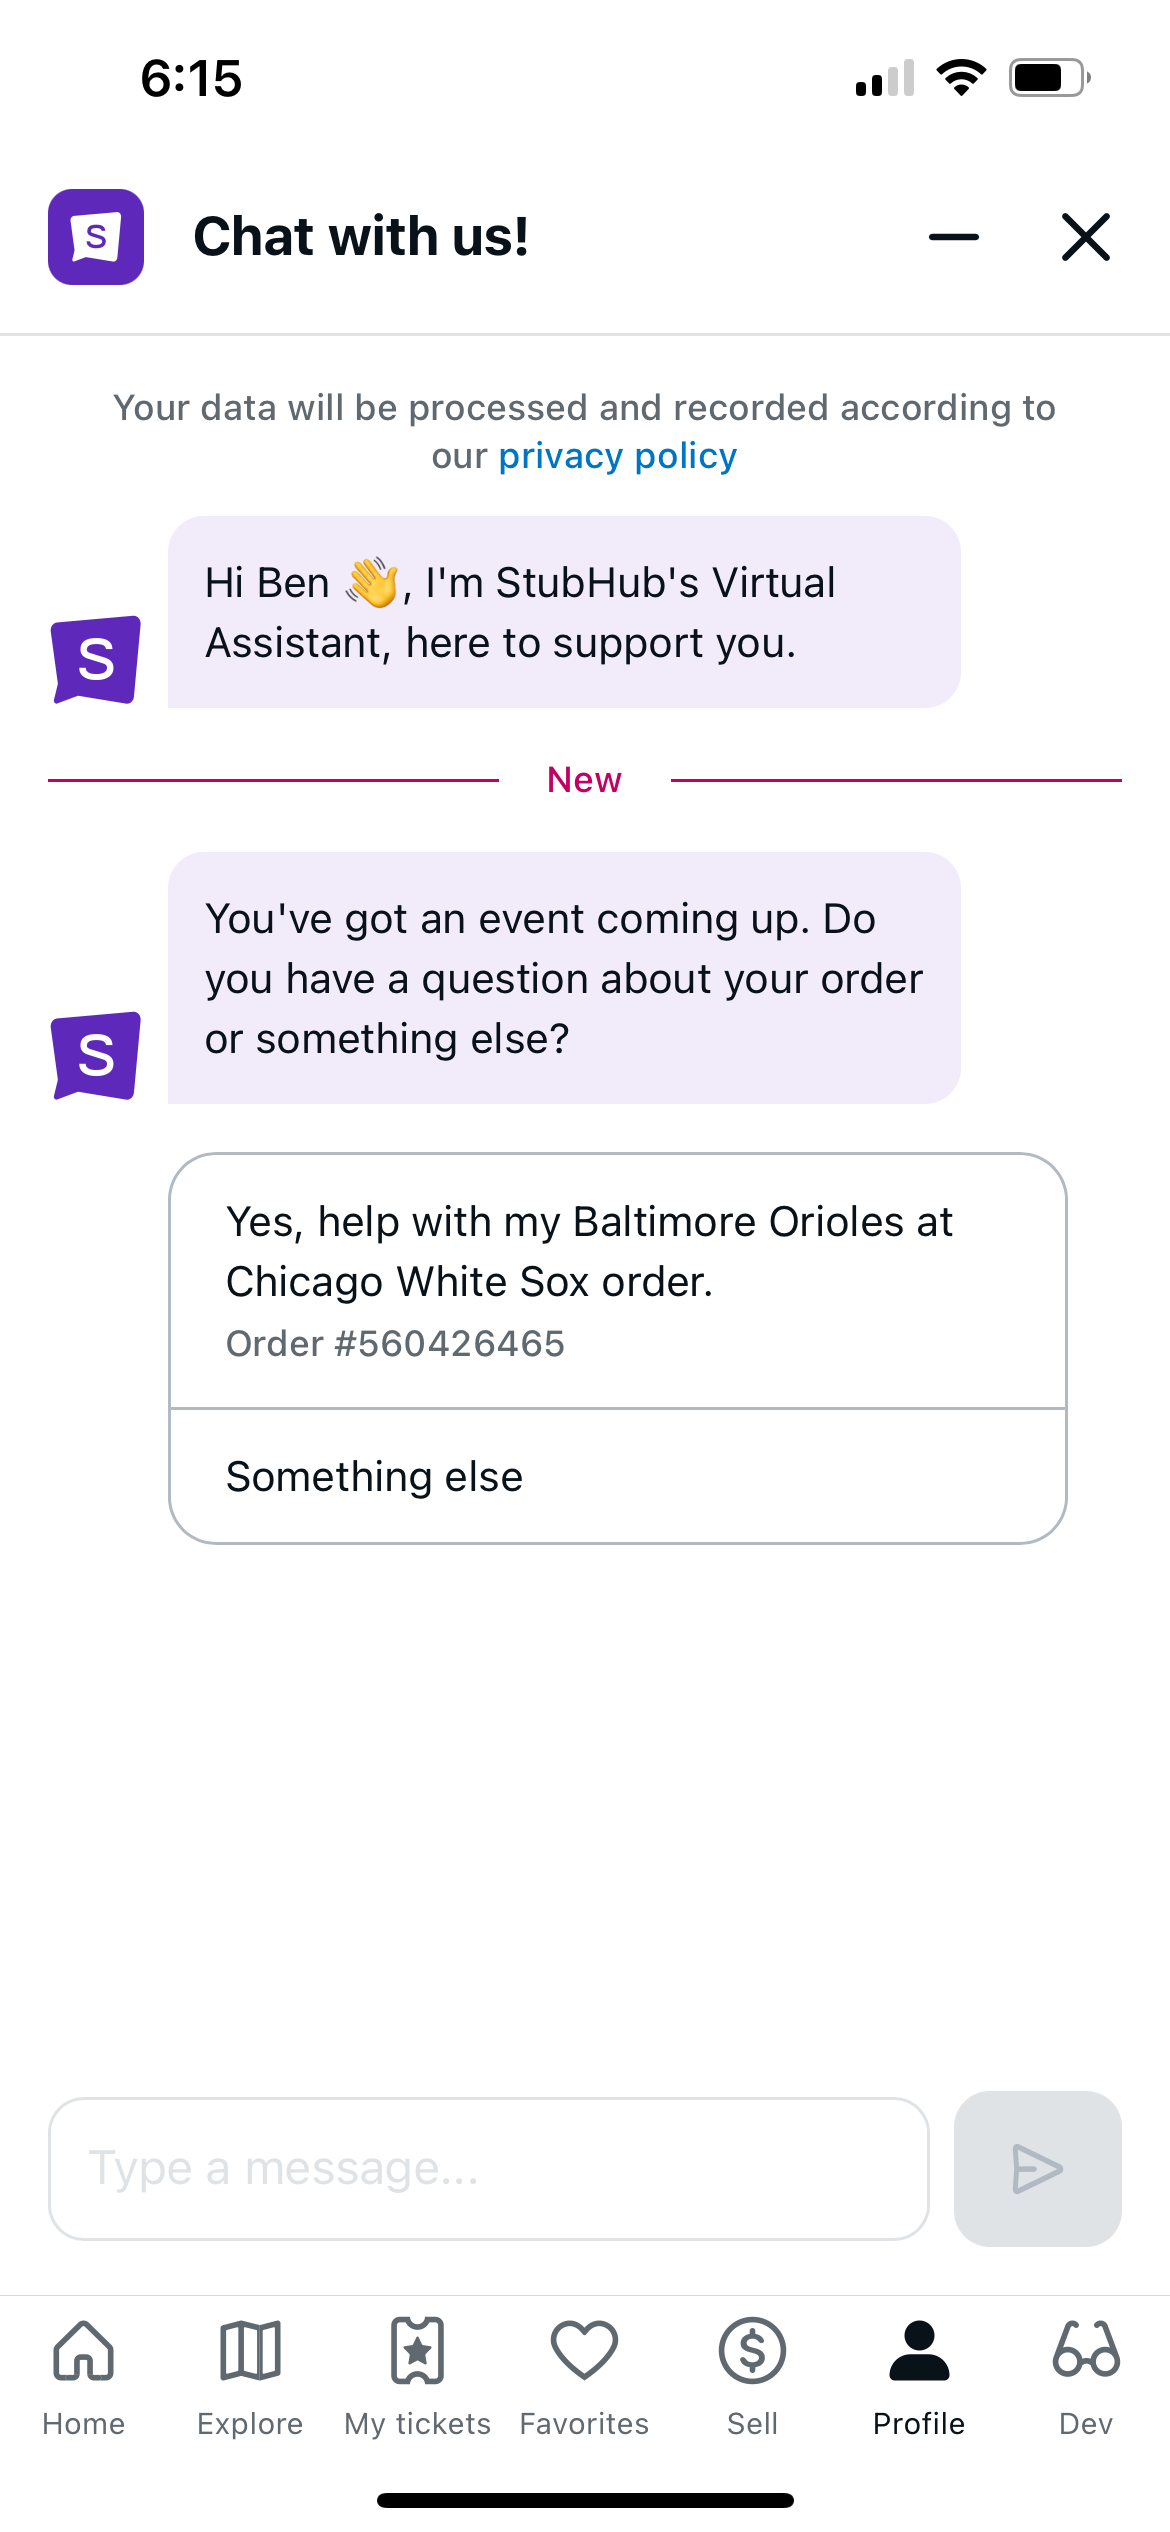 6:15
S
Chat with us!
Your data will be processed and recorded according to
our privacy policy
Hi Ben 👋, I'm StubHub's Virtual
Assistant, here to support you.
S
New
You've got an event coming up. Do
you have a question about your order
or something else?
S
Yes, help with my Baltimore Orioles at
Chicago White Sox order.
Order #560426465
Something else
Type a message...
Home
Explore
My tickets
Favorites
Sell
Profile
Dev